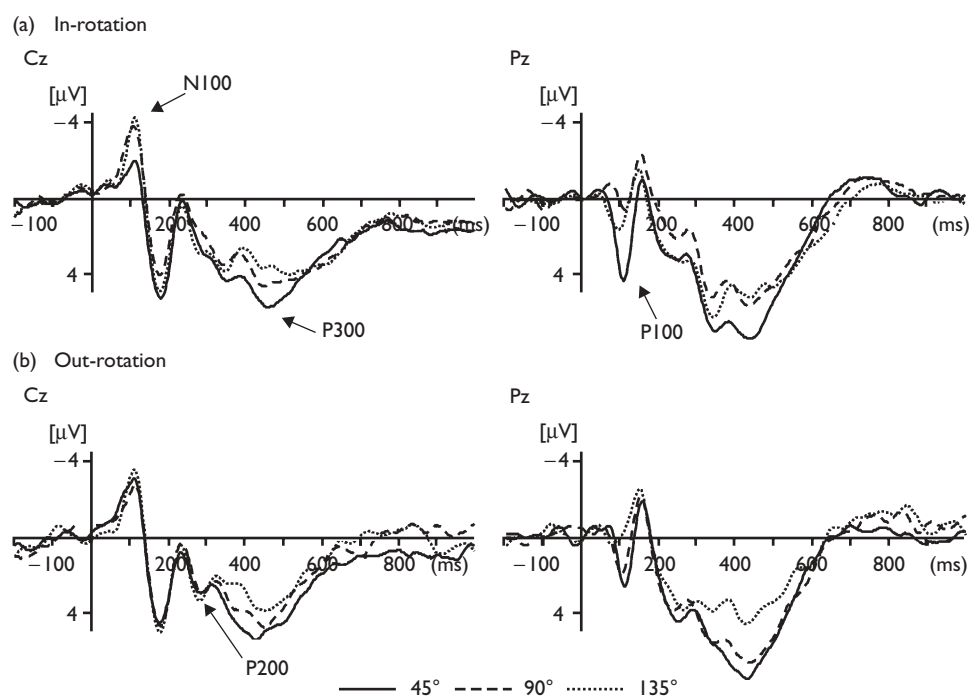 (a) In-rotation
Cz
Pz
N100
[μV]
[μV]
−4
−4
−100
200
400
600
800
(ms)
−100
200
400
600
800
(ms)
4
4
P300
P100
(b) Out-rotation
Cz
Pz
[μV]
[μV]
−4
−4
−100
200
400
600
800
(ms)
−100
200
400
600
800
(ms)
4
4
P200
45° 90° 135°